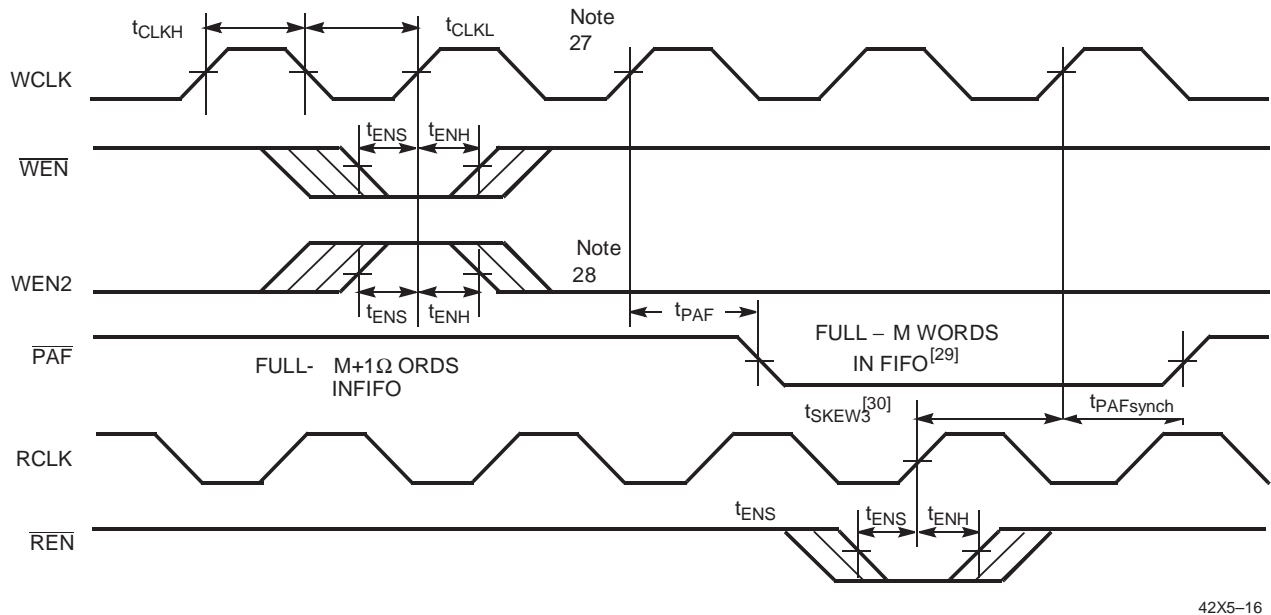 tCLKH
tCLKL
Note
27
WCLK
tENS
tENH
WEN
Note
28
WEN2
tENS
tENH
tPAF
PAF
FULL- M+1Ω ORDS
INFIFO
FULL – M WORDS
IN FIFO[29]
tSKEW3[30]
tPAFsynch
RCLK
tENS
tENS
tENH
REN
42X5–16